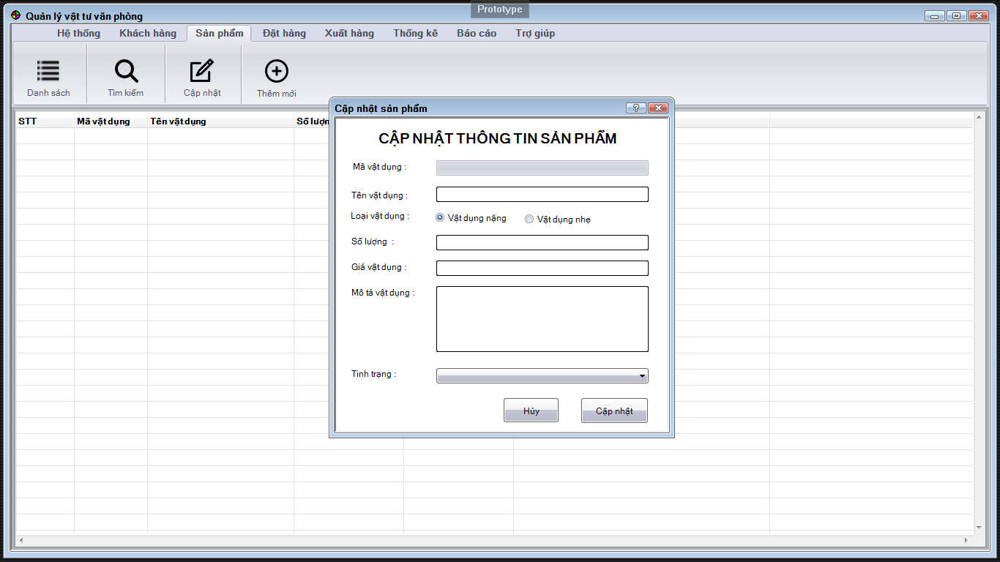 Prototype
Quản lý vật tư văn phòng
Hệ thống Khách hàng Sản phẩm Đặt hàng Xuất hàng Thống kê Báo cáo Trợ giúp
Danh sách Tìm kiếm Cập nhật Thêm mới
Cập nhật sản phẩm
STT Mã vật dụng Tên vật dụng Số lượn
CẬP NHẬT THÔNG TIN SẢN PHẨM
Mã vật dụng :
Tên vật dụng :
Loại vật dụng : Vật dụng nặng Vật dụng nhẹ
Số lượng :
Giá vật dụng :
Mô tả vật dụng :
Tình trạng :
Hủy Cập nhật